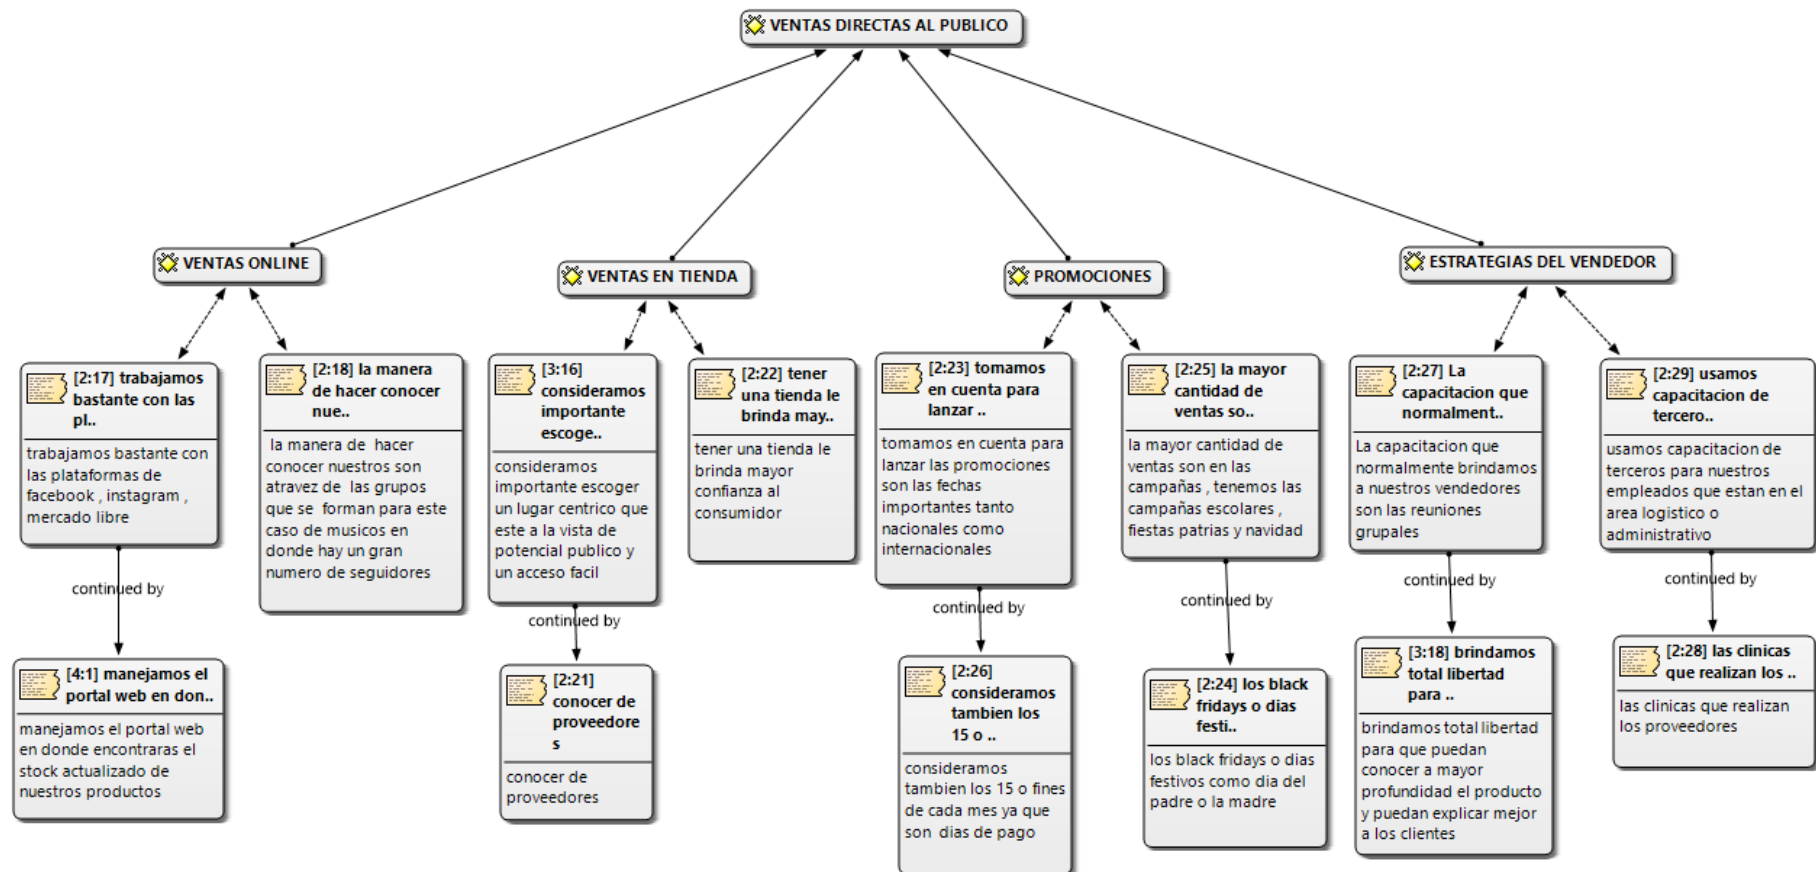 VENTAS DIRECTAS AL PUBLICO
VENTAS ONLINE
VENTAS EN TIENDA
PROMOCIONES
ESTRATEGIAS DEL VENDEDOR
[2:17] trabajamos
bastante con las
pl..
trabajamos bastante con
las plataformas de
facebook , instagram ,
mercado libre
continued by
[4:1] manejamos el
portal web en don..
manejamos el portal web
en donde encontraras el
stock actualizado de
nuestros productos
[2:18] la manera
de hacer conocer
nue..
la manera de  hacer
conocer nuestros son
atravez de  las grupos
que se  forman para este
caso de musicos en
donde hay un gran
numero de seguidores
[3:16]
consideramos
importante
escoge..
consideramos
importante escoger
un lugar centrico que
este a la vista de
potencial publico y
un acceso facil
continued by
[2:21]
conocer de
proveedore
s
conocer de
proveedores
[2:22] tener
una tienda le
brinda may..
tener una tienda le
brinda mayor
confianza al
consumidor
[2:23] tomamos
en cuenta para
lanzar ..
tomamos en cuenta para
lanzar las promociones
son las fechas
importantes tanto
nacionales como
internacionales
continued by
[2:26]
consideramos
tambien los
15 o ..
consideramos
tambien los 15 o fines
de cada mes ya que
son  dias de pago
[2:25] la mayor
cantidad de
ventas so..
la mayor cantidad de
ventas son en las
campañas , tenemos las
campañas escolares ,
fiestas patrias y navidad
continued by
[2:24] los black
fridays o dias
festi..
los black fridays o dias
festivos como dia del
padre o la madre
[2:27] La
capacitacion que
normalment..
La capacitacion que
normalmente brindamos
a nuestros vendedores
son las reuniones
grupales
continued by
[3:18] brindamos
total libertad
para ..
brindamos total libertad
para que puedan
conocer a mayor
profundidad el producto
y puedan explicar mejor
a los clientes
[2:29] usamos
capacitacion de
tercero..
usamos capacitacion de
terceros para nuestros
empleados que estan en el
area logistico o
administrativo
continued by
[2:28] las clinicas
que realizan los ..
las clinicas que realizan
los proveedores